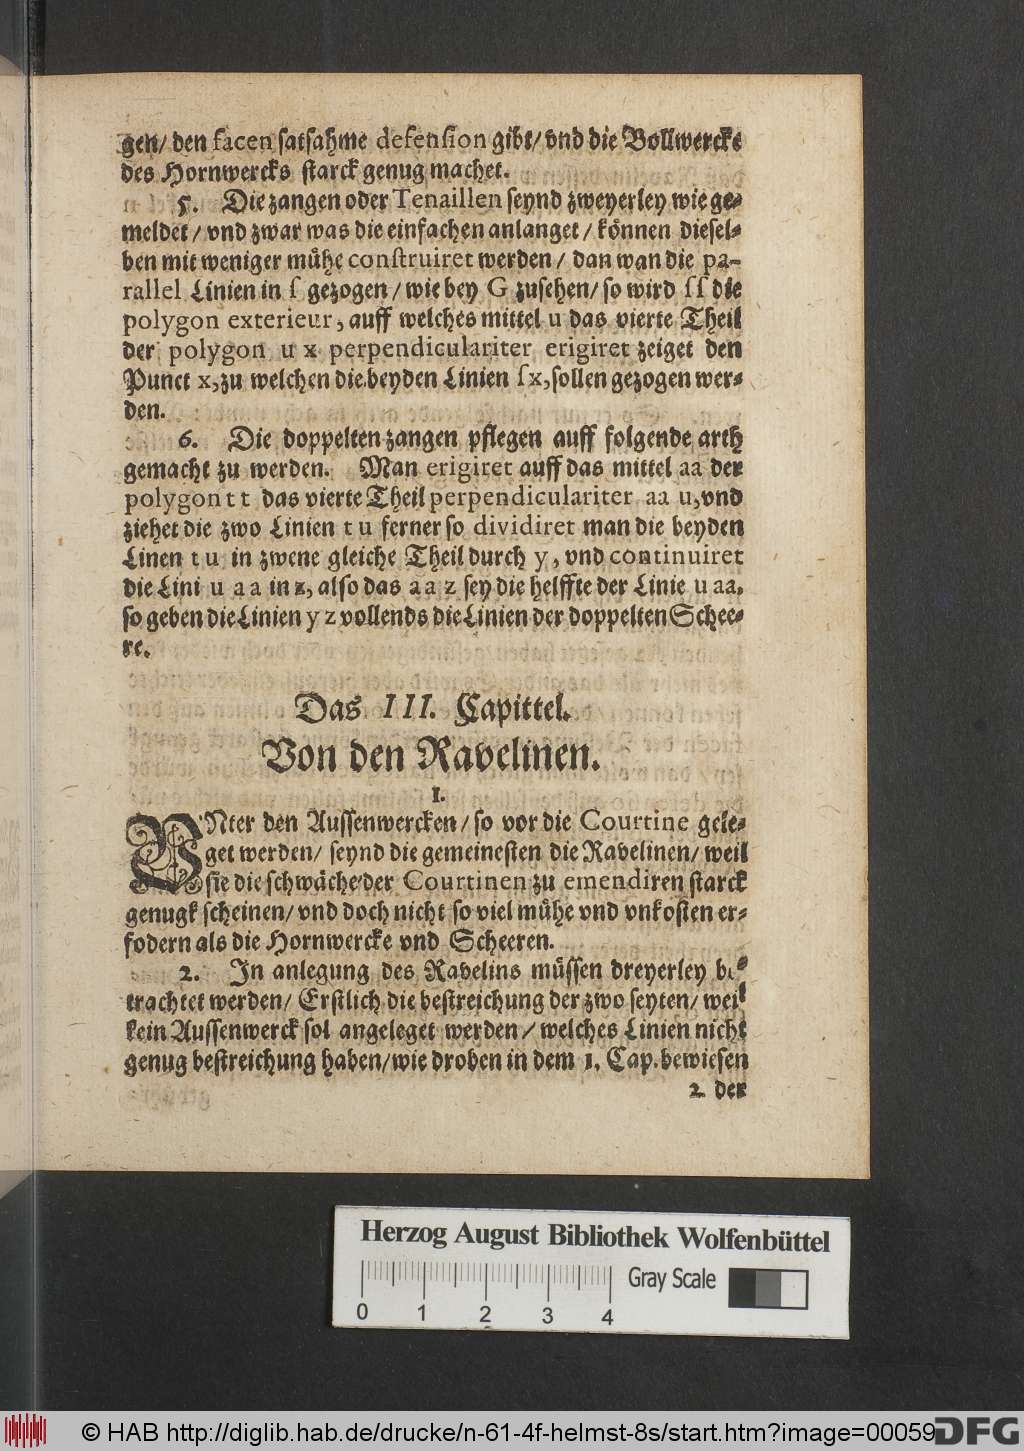 gen/ den facen satsahme defension gibt/ vnd die Bollwercke
des Hornwercks starck genug machet.
5. Die zangen oder Tenaillen seynd zweyerley wie ge-
meldet / vnd zwar was die einfachen anlanget / können diesel-
ben mit weniger mühe construiret werden / dan wan die pa-
rallel Linien in ſ gezogen / wie bey G zusehen/ so wird ſſ die
polygon exterieur, auff welches mittel u das vierte Theil
der polygon u x perpendiculariter erigiret zeiget den
Punct x, zu welchen die beyden Linien ſx, sollen gezogen wer-
den.
6. Die doppelten zangen pflegen auff folgende arth
gemacht zu werden. Man erigiret auff das mittel aa der
polygon t t das vierte Theil perpendiculariter aa u, vnd
ziehet die zwo Linien t u ferner so dividiret man die beyden
Linen t u in zwene gleiche Theil durch y, vnd continuiret
die Lini u a a in z, also das a a z sey die helffte der Linie u aa,
so geben die Linien y z vollends die Linien der doppelten Schee-
re.
Das III. Capittel.
Von den Ravelinen.
1.
VNter den Aussenwercken / so vor die Courtine gele-
get werden/ seynd die gemeinesten die Ravelinen/ weil
sie die schwäche der Courtinen zu emendiren starck
genugk scheinen/ vnd doch nicht so viel mühe vnd vnkosten er-
fodern als die Hornwercke vnd Scheeren.
2. In anlegung des Ravelins müssen dreyerley be-
trachtet werden/ Erstlich die bestreichung der zwo seyten/ weil
kein Aussenwerck sol angeleget werden / welches Linien nicht
genug bestreichung haben/ wie droben in dem 1. Cap. bewiesen
2. der
Herzog August Bibliothek Wolfenbüttel
Gray Scale
0 1 2 3 4
© HAB http://diglib.hab.de/drucke/n-61-4f-helmst-8s/start.htm?image=00059
DFG